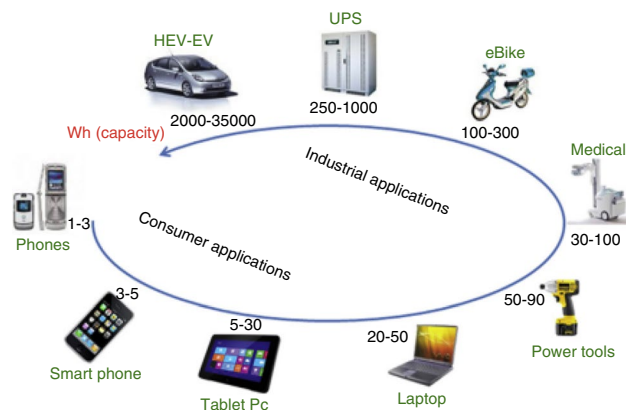 UPS
HEV-EV
eBike
250-1000
2000-35000
100-300
Wh (capacity)
Industrial applications
Medical
1-3
Phones
Consumer applications
30-100
3-5
50-90
5-30
20-50
Smart phone
Tablet Pc
Laptop
Power tools